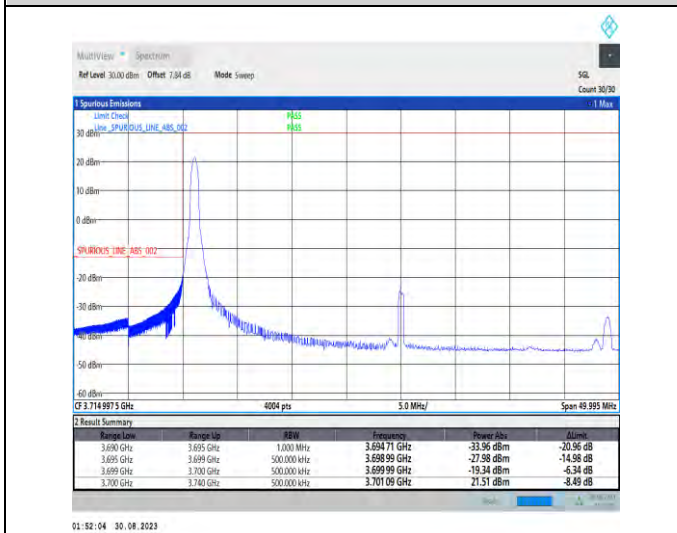 MultiView Spectrum
Ref Level 30.00 dBm Offset 7.84 dB Mode Sweep SGL
Count 30/30
1 Spurious Emissions 1 Max
Limit Check PASS
Line _SPURIOUS_LINE_ABS_002 PASS
30 dBm
20 dBm
10 dBm
0 dBm
_SPURIOUS_LINE_ABS_002
-20 dBm
-30 dBm
-40 dBm
-50 dBm
-60 dBm
CF 3.714 997 5 GHz 4004 pts 5.0 MHz/ Span 49.995 MHz
2 Result Summary
Range Low Range Up RBW Frequency Power Abs ΔLimit
3.690 GHz 3.695 GHz 1.000 MHz 3.694 71 GHz -33.96 dBm -20.96 dB
3.695 GHz 3.699 GHz 500.000 kHz 3.698 99 GHz -27.98 dBm -14.98 dB
3.699 GHz 3.700 GHz 500.000 kHz 3.699 99 GHz -19.34 dBm -6.34 dB
3.700 GHz 3.740 GHz 500.000 kHz 3.701 09 GHz 21.51 dBm -8.49 dB
01:52:04 30.08.2023